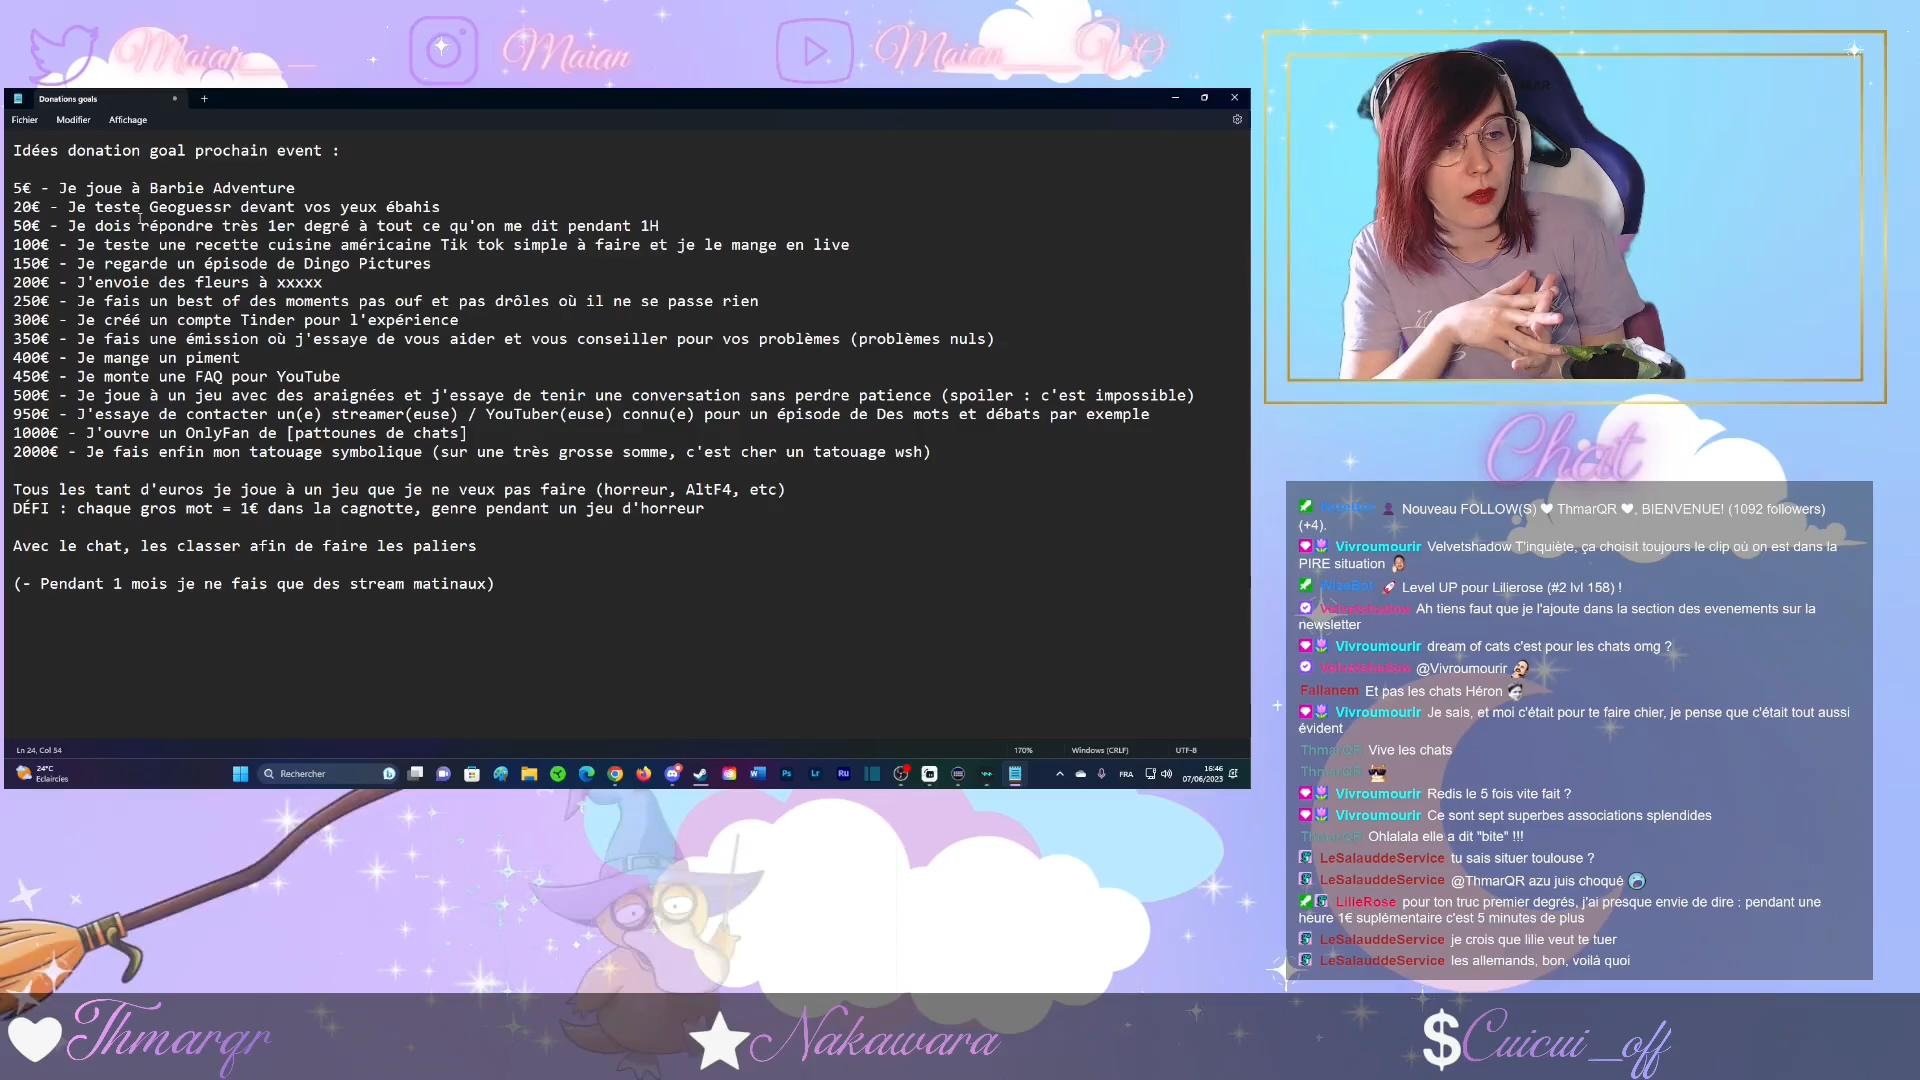 Maian___
Maian
Maian____Off
Donations goals
Fichier Modifier Affichage
Idées donation goal prochain event :
5€ - Je joue à Barbie Adventure
20€ - Je teste Geoguessr devant vos yeux ébahis
50€ - Je dois répondre très 1er degré à tout ce qu'on me dit pendant 1H
100€ - Je teste une recette cuisine américaine Tik tok simple à faire et je le mange en live
150€ - Je regarde un épisode de Dingo Pictures
200€ - J'envoie des fleurs à xxxxx
250€ - Je fais un best of des moments pas ouf et pas drôles où il ne se passe rien
300€ - Je créé un compte Tinder pour l'expérience
350€ - Je fais une émission où j'essaye de vous aider et vous conseiller pour vos problèmes (problèmes nuls)
400€ - Je mange un piment
450€ - Je monte une FAQ pour YouTube
500€ - Je joue à un jeu avec des araignées et j'essaye de tenir une conversation sans perdre patience (spoiler : c'est impossible)
950€ - J'essaye de contacter un(e) streamer(euse) / YouTuber(euse) connu(e) pour un épisode de Des mots et débats par exemple
1000€ - J'ouvre un OnlyFan de [pattounes de chats]
2000€ - Je fais enfin mon tatouage symbolique (sur une très grosse somme, c'est cher un tatouage wsh)
Tous les tant d'euros je joue à un jeu que je ne veux pas faire (horreur, AltF4, etc)
DÉFI : chaque gros mot = 1€ dans la cagnotte, genre pendant un jeu d'horreur
Avec le chat, les classer afin de faire les paliers
(- Pendant 1 mois je ne fais que des stream matinaux)
Ln 24, Col 54
170%
Windows (CRLF)
UTF-8
24°C
Eclaircies
Rechercher
FRA
16:46
07/06/2023
Chat
WizeBot Nouveau FOLLOW(S) ♥ ThmarQR ♥. BIENVENUE! (1092 followers)
(+4).
Vivroumourir Velvetshadow T'inquiète, ça choisit toujours le clip où on est dans la
PIRE situation
WizeBot Level UP pour Lilierose (#2 lvl 158) !
Velvetshadow Ah tiens faut que je l'ajoute dans la section des evenements sur la
newsletter
Vivroumourir dream of cats c'est pour les chats omg ?
Velvetshadow @Vivroumourir
Fallanem Et pas les chats Héron
Vivroumourir Je sais, et moi c'était pour te faire chier, je pense que c'était tout aussi
évident
ThmarQR Vive les chats
ThmarQR
Vivroumourir Redis le 5 fois vite fait ?
Vivroumourir Ce sont sept superbes associations splendides
ThmarQR Ohlalala elle a dit "bite" !!!
LeSalauddeService tu sais situer toulouse ?
LeSalauddeService @ThmarQR azu juis choqué
LilieRose pour ton truc premier degrés, j'ai presque envie de dire : pendant une
heure 1€ suplémentaire c'est 5 minutes de plus
LeSalauddeService je crois que lilie veut te tuer
LeSalauddeService les allemands, bon, voilà quoi
Thmarqr
Nakawara
$Cuicui_off